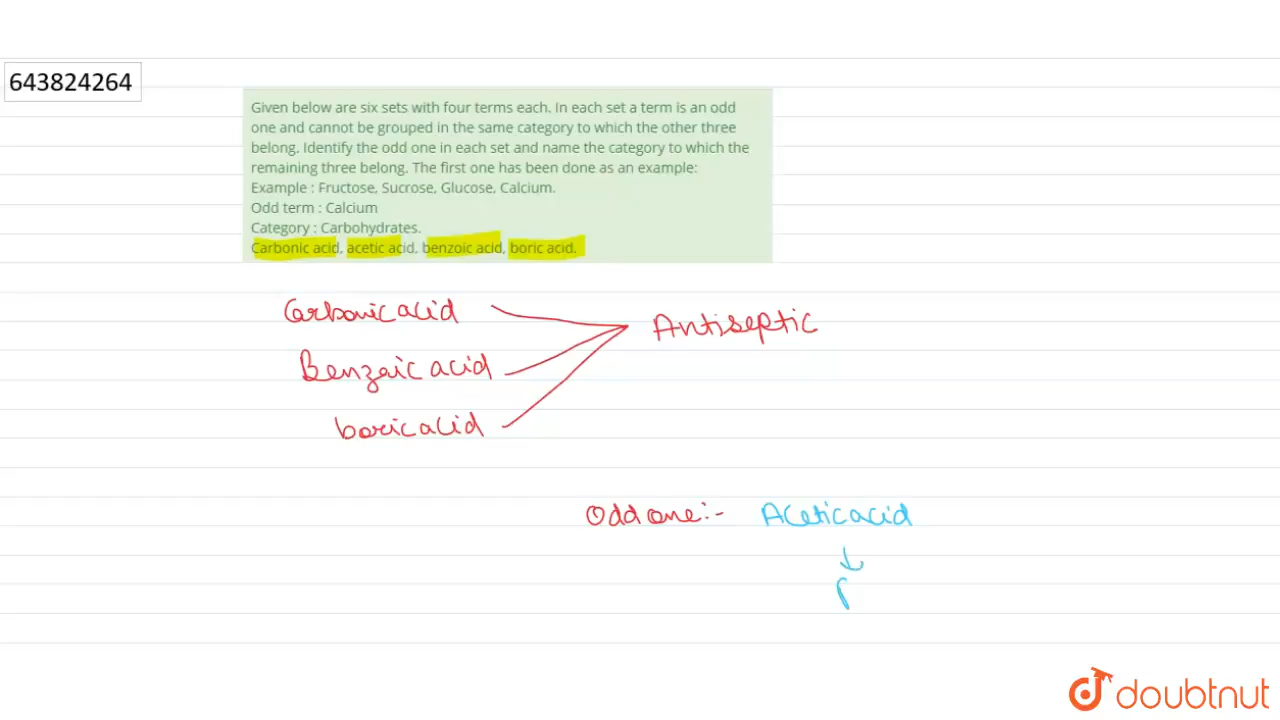 643824264
Given below are six sets with four terms each. In each set a term is an odd
one and cannot be grouped in the same category to which the other three
belong. Identify the odd one in each set and name the category to which the
remaining three belong. The first one has been done as an example:
Example : Fructose, Sucrose, Glucose, Calcium.
Odd term : Calcium
Category : Carbohydrates.
Carbonic acid, acetic acid, benzoic acid, boric acid.
Carbonic acid
Antiseptic
Benzoic acid
boric acid
Odd one:- Acetic acid
doubtnut